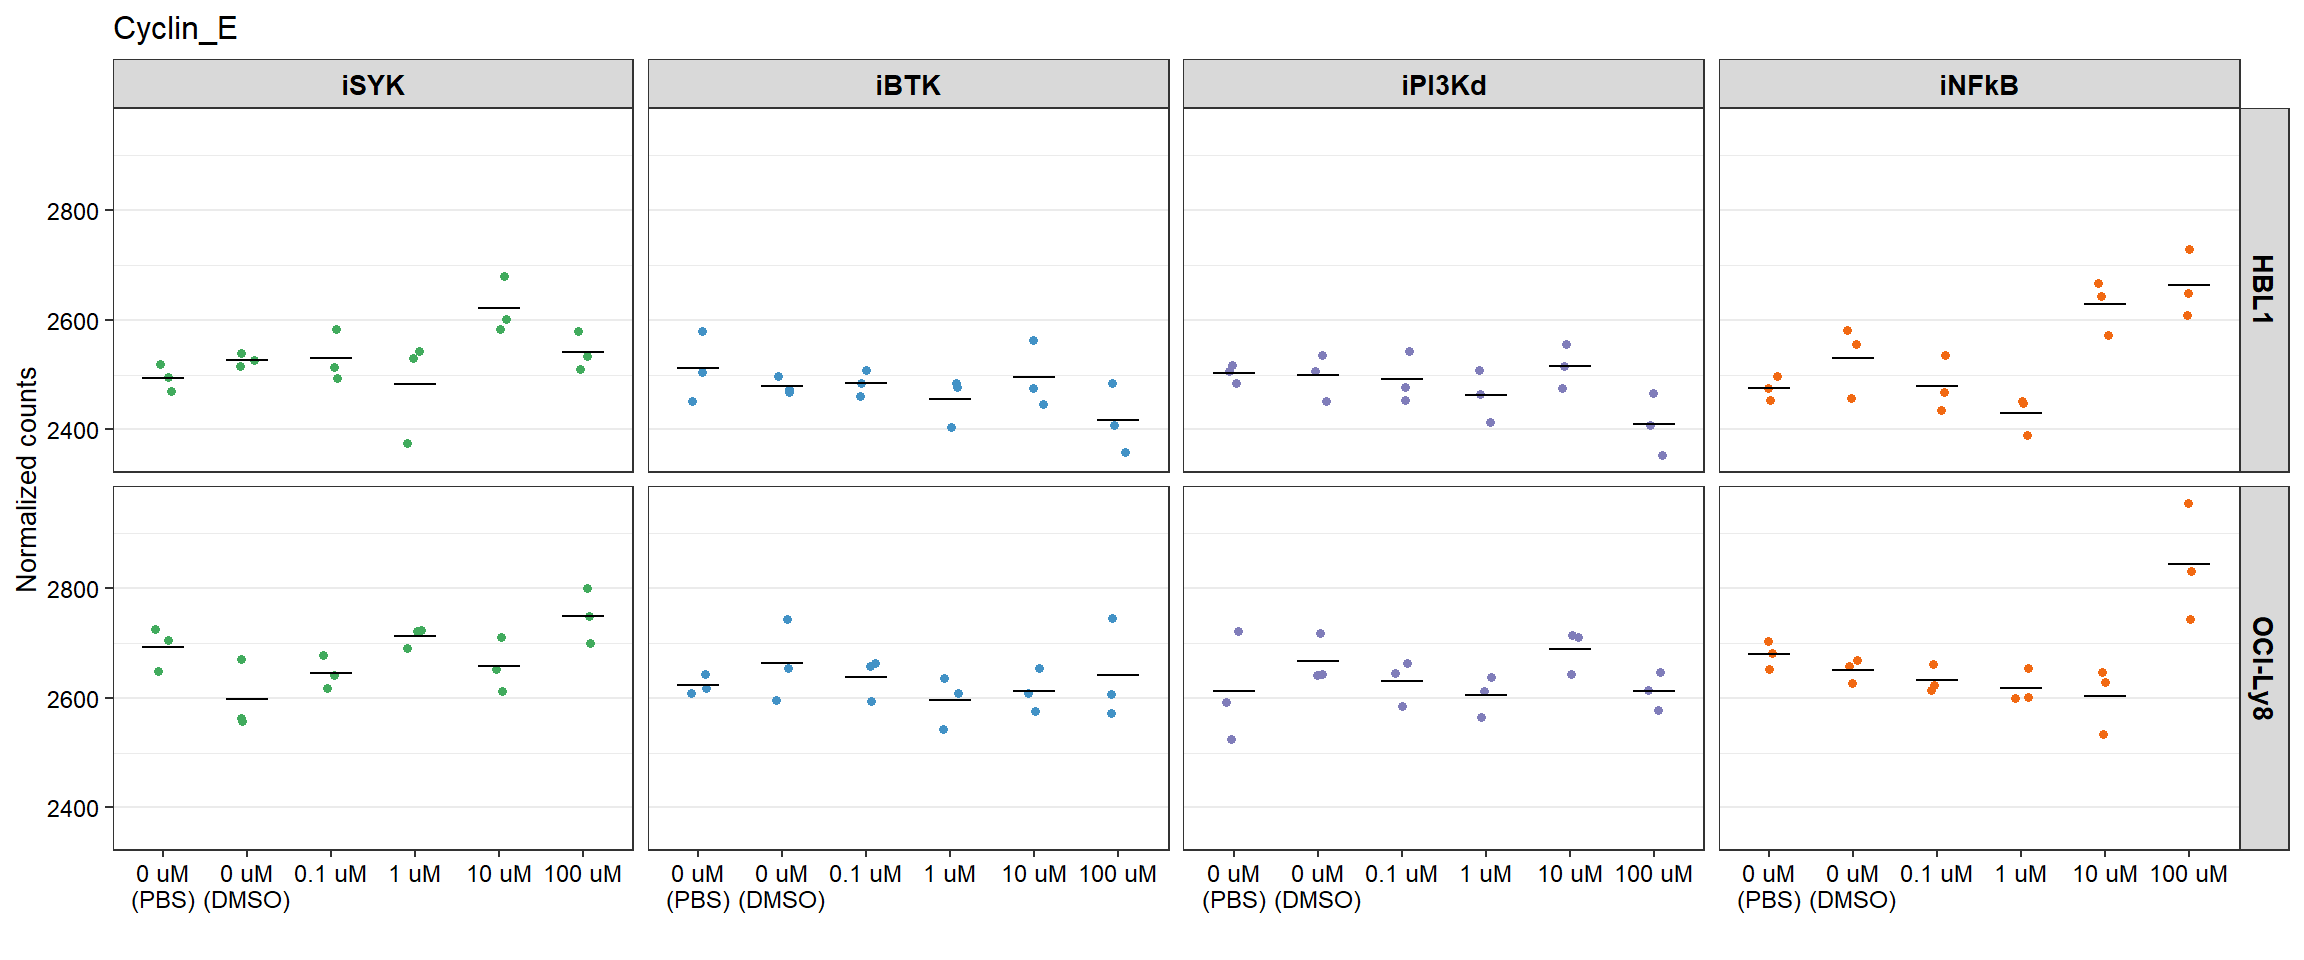 Cyclin_E
iSYK iBTK iPI3Kd iNFkB
Normalized counts
2800
2600
2400
HBL1
2800
2600
2400
OCI-Ly8
0 uM 0 uM 0.1 uM 1 uM 10 uM 100 uM 0 uM 0 uM 0.1 uM 1 uM 10 uM 100 uM 0 uM 0 uM 0.1 uM 1 uM 10 uM 100 uM 0 uM 0 uM 0.1 uM 1 uM 10 uM 100 uM
(PBS) (DMSO) (PBS) (DMSO) (PBS) (DMSO) (PBS) (DMSO)